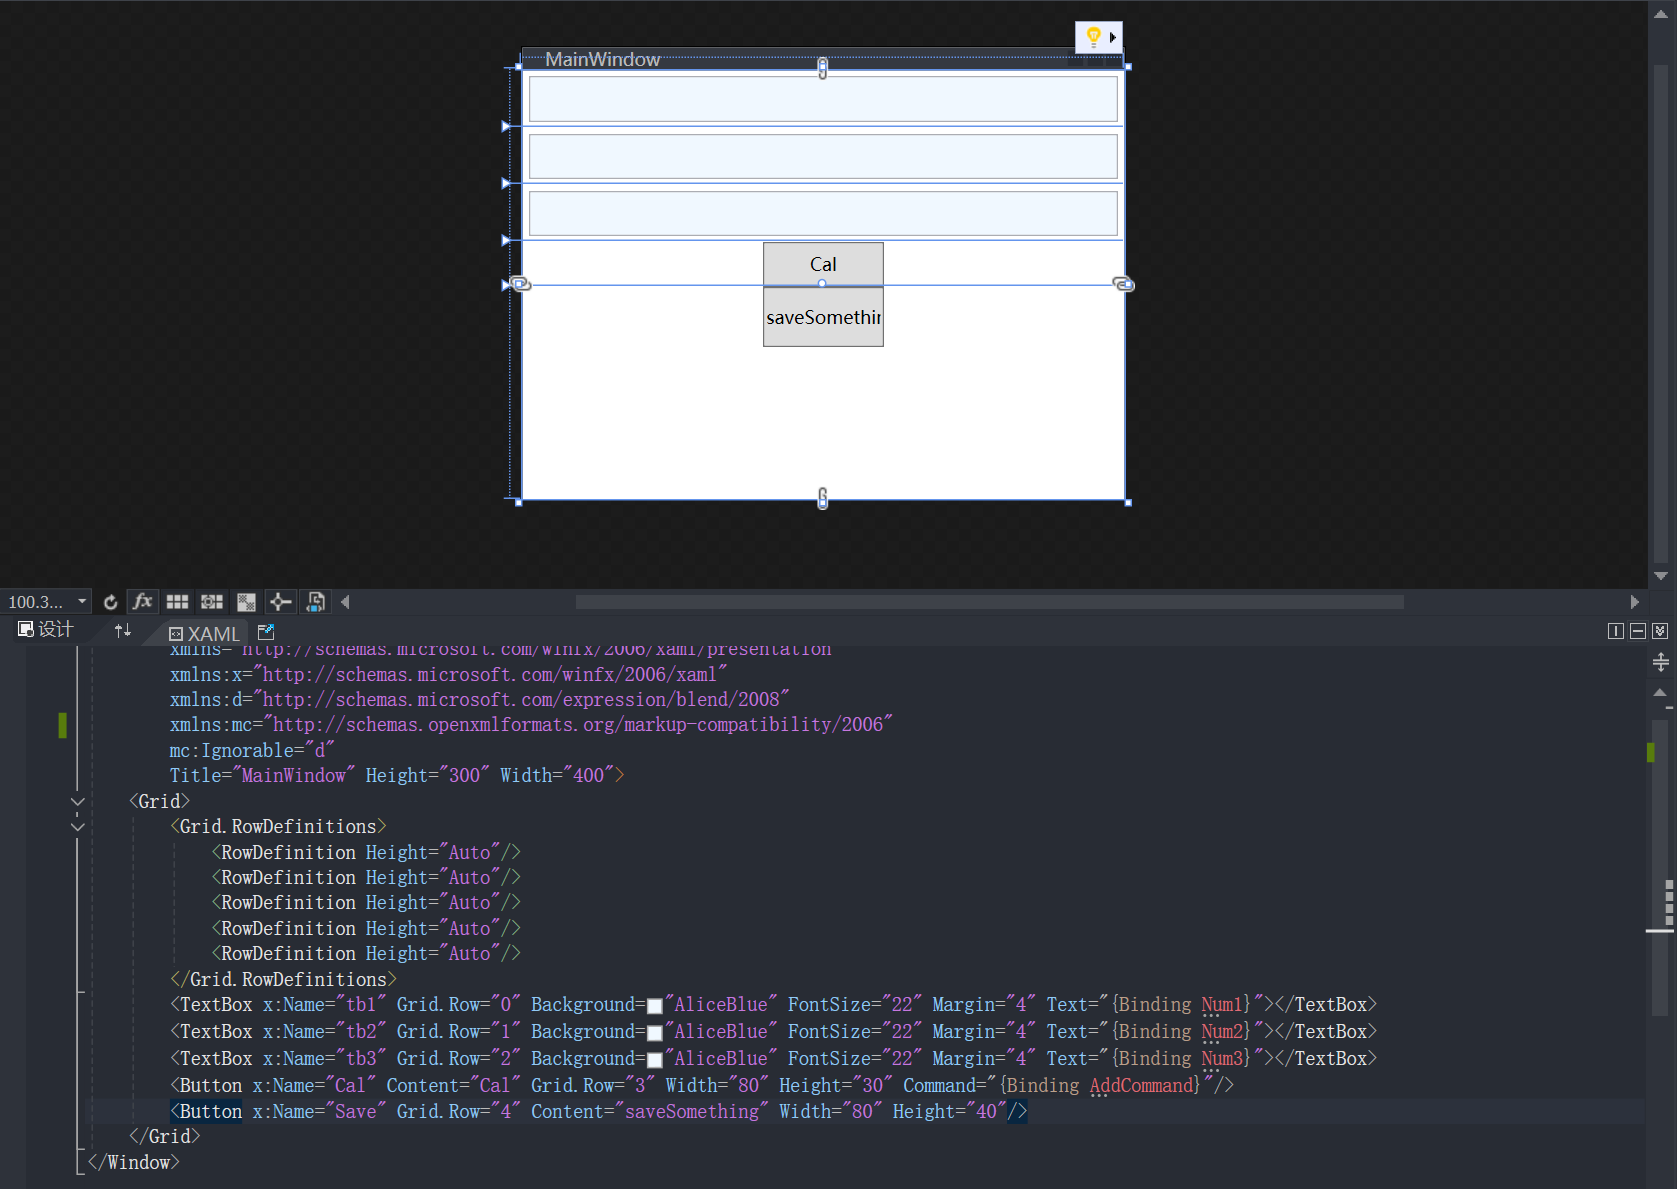 MainWindow
Cal
saveSomethin
100.3...
fx
设计
XAML
xmlns="http://schemas.microsoft.com/winfx/2006/xaml/presentation
xmlns:x="http://schemas.microsoft.com/winfx/2006/xaml"
xmlns:d="http://schemas.microsoft.com/expression/blend/2008"
xmlns:mc="http://schemas.openxmlformats.org/markup-compatibility/2006"
mc:Ignorable="d"
Title="MainWindow" Height="300" Width="400">
<Grid>
<Grid.RowDefinitions>
<RowDefinition Height="Auto"/>
<RowDefinition Height="Auto"/>
<RowDefinition Height="Auto"/>
<RowDefinition Height="Auto"/>
<RowDefinition Height="Auto"/>
</Grid.RowDefinitions>
<TextBox x:Name="tb1" Grid.Row="0" Background="AliceBlue" FontSize="22" Margin="4" Text="{Binding Num1}"></TextBox>
<TextBox x:Name="tb2" Grid.Row="1" Background="AliceBlue" FontSize="22" Margin="4" Text="{Binding Num2}"></TextBox>
<TextBox x:Name="tb3" Grid.Row="2" Background="AliceBlue" FontSize="22" Margin="4" Text="{Binding Num3}"></TextBox>
<Button x:Name="Cal" Content="Cal" Grid.Row="3" Width="80" Height="30" Command="{Binding AddCommand}"/>
<Button x:Name="Save" Grid.Row="4" Content="saveSomething" Width="80" Height="40"/>
</Grid>
</Window>